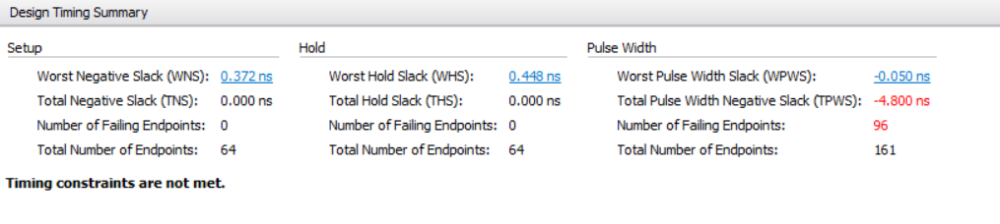 Design Timing Summary
Setup Hold Pulse Width
Worst Negative Slack (WNS): 0.372 ns Worst Hold Slack (WHS): 0.448 ns Worst Pulse Width Slack (WPWS): -0.050 ns
Total Negative Slack (TNS): 0.000 ns Total Hold Slack (THS): 0.000 ns Total Pulse Width Negative Slack (TPWS): -4.800 ns
Number of Failing Endpoints: 0 Number of Failing Endpoints: 0 Number of Failing Endpoints: 96
Total Number of Endpoints: 64 Total Number of Endpoints: 64 Total Number of Endpoints: 161
Timing constraints are not met.